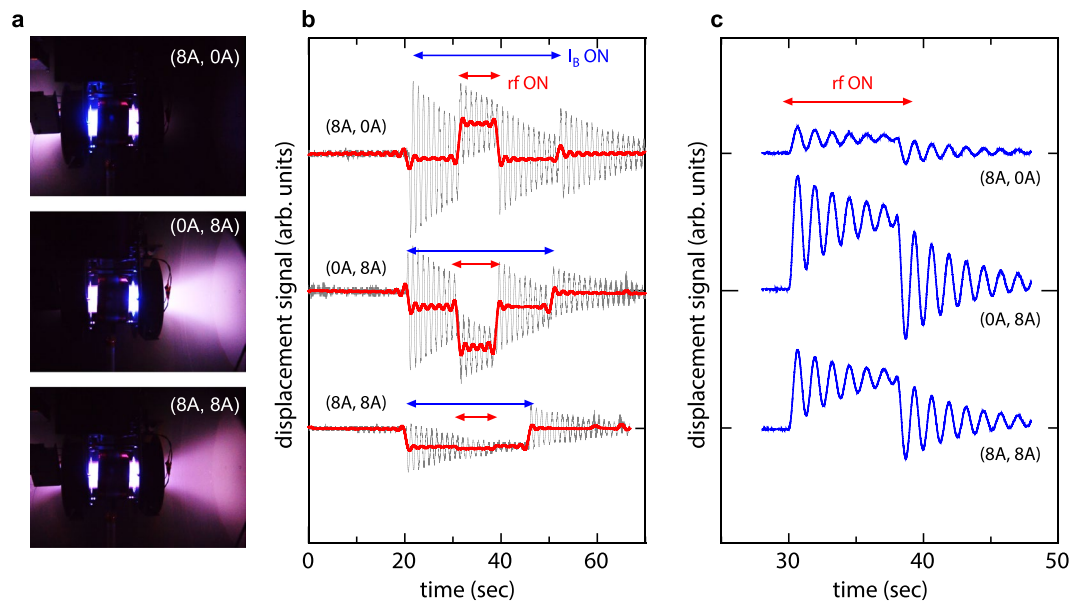 a
(8A, 0A)
(0A, 8A)
(8A, 8A)
b
displacement signal (arb. units)
I_B ON
rf ON
(8A, 0A)
(0A, 8A)
(8A, 8A)
0 20 40 60
time (sec)
c
displacement signal (arb. units)
rf ON
(8A, 0A)
(0A, 8A)
(8A, 8A)
30 40 50
time (sec)